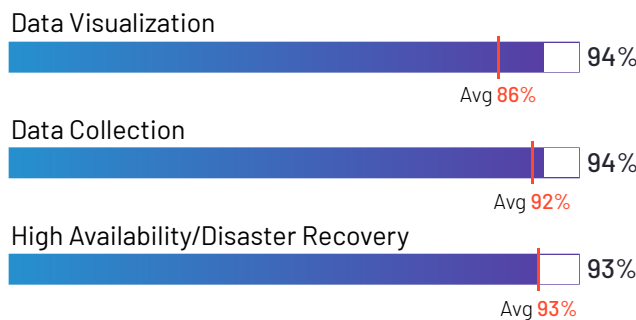 Data Visualization
94%
Avg 86%
Data Collection
94%
Avg 92%
High Availability/Disaster Recovery
93%
Avg 93%